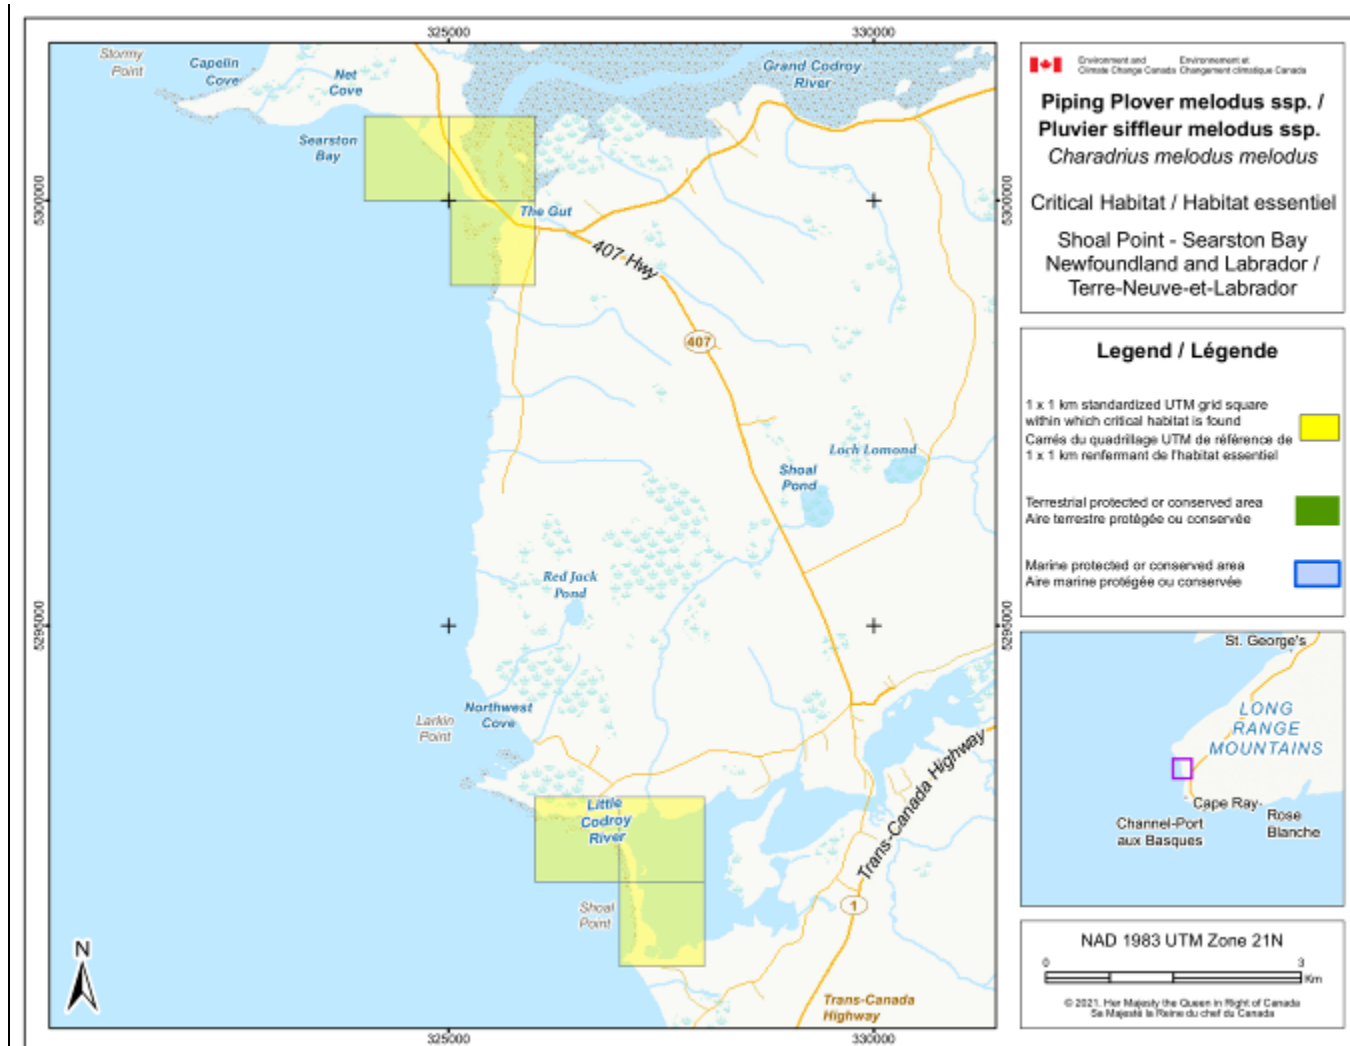 325000
330000
Stormy
Point
Capelin
Cove
Net
Cove
Grand Codroy
River
Searston
Bay
5300000
5300000
The Gut
407 Hwy
407
Loch Lomond
Shoal
Pond
Red Jack
Pond
5295000
5295000
Northwest
Cove
Larkin
Point
Little
Codroy
River
Trans-Canada Highway
Shoal
Point
1
N
Trans-Canada
Highway
325000
330000
Environment and
Climate Change Canada
Environnement et
Changement climatique Canada
Piping Plover melodus ssp. /
Pluvier siffleur melodus ssp.
Charadrius melodus melodus
Critical Habitat / Habitat essentiel
Shoal Point - Searston Bay
Newfoundland and Labrador /
Terre-Neuve-et-Labrador
Legend / Légende
1 x 1 km standardized UTM grid square
within which critical habitat is found
Carrés du quadrillage UTM de référence de
1 x 1 km renfermant de l'habitat essentiel
Terrestrial protected or conserved area
Aire terrestre protégée ou conservée
Marine protected or conserved area
Aire marine protégée ou conservée
St. George's
LONG
RANGE
MOUNTAINS
Cape Ray
Rose
Blanche
Channel-Port
aux Basques
NAD 1983 UTM Zone 21N
0 3
Km
© 2021. Her Majesty the Queen in Right of Canada
Sa Majesté la Reine du chef du Canada